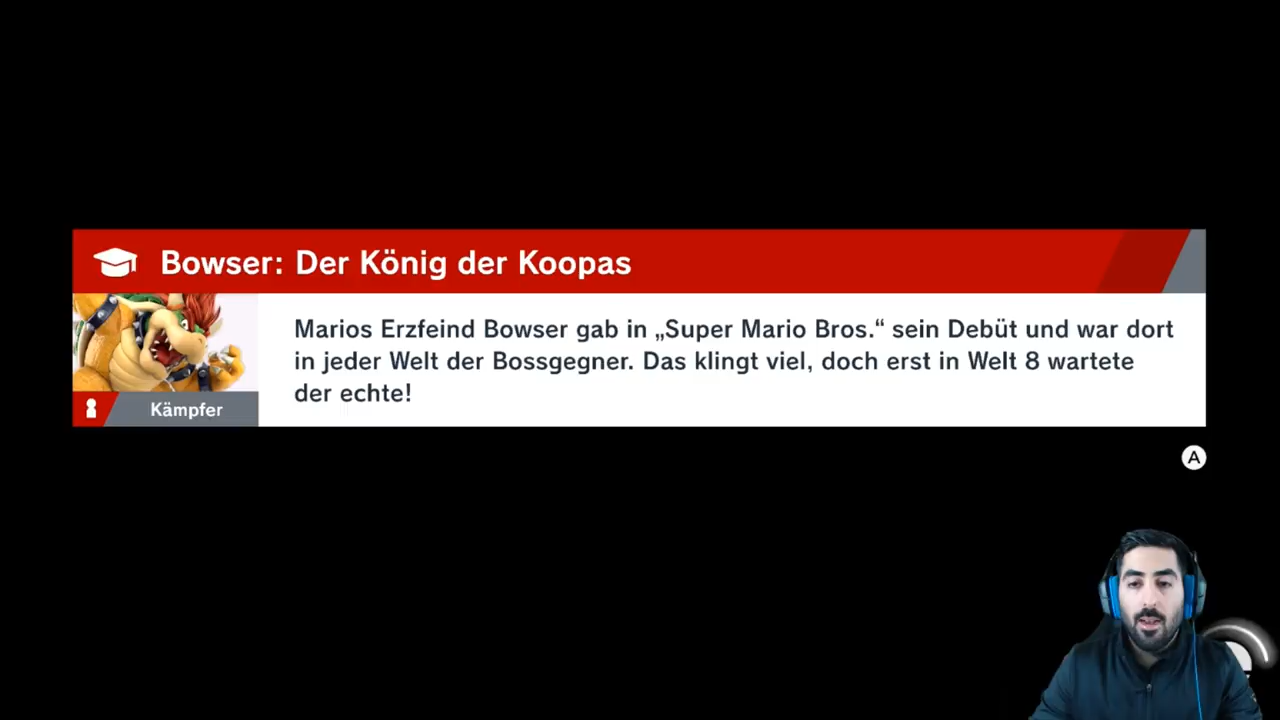 Bowser: Der König der Koopas
Marios Erzfeind Bowser gab in „Super Mario Bros.“ sein Debüt und war dort
in jeder Welt der Bossgegner. Das klingt viel, doch erst in Welt 8 wartete
der echte!
Kämpfer
A